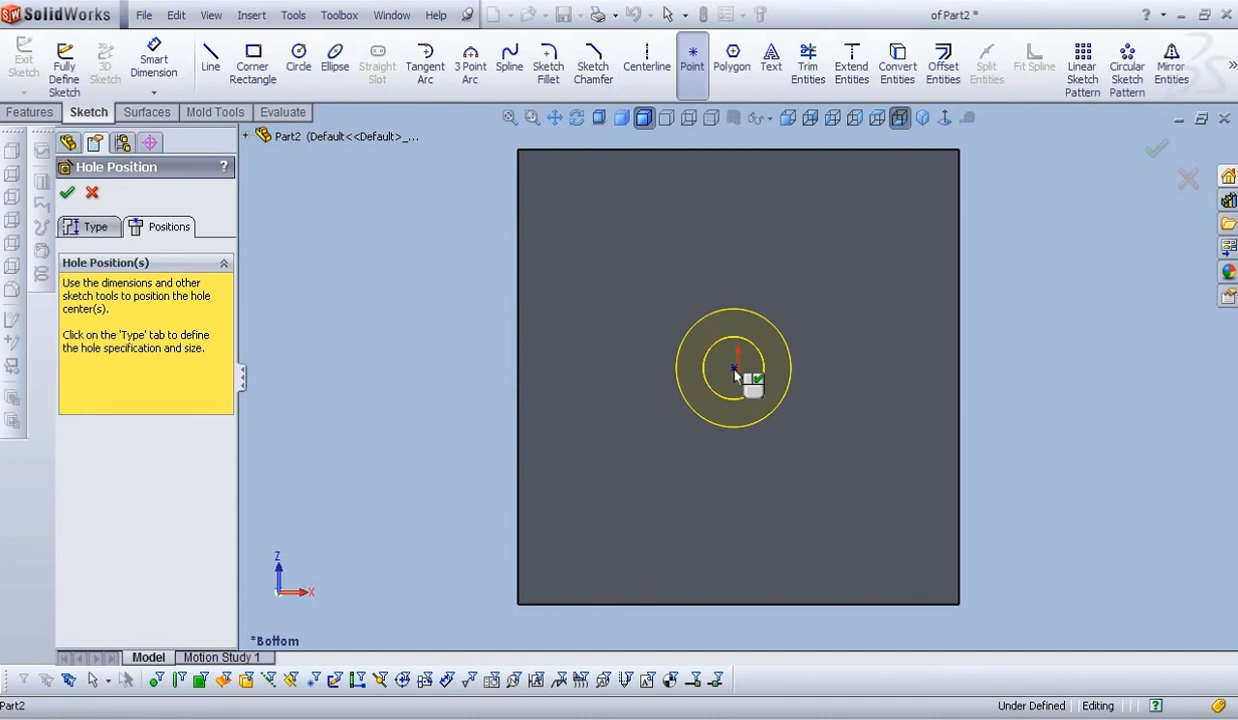 SolidWorks File Edit View Insert Tools Toolbox Window Help of Part2 * ?
Exit Sketch
Fully Define Sketch
3D Sketch
Smart Dimension
Line
Corner Rectangle
Circle
Ellipse
Straight Slot
Tangent Arc
3 Point Arc
Spline
Sketch Fillet
Sketch Chamfer
Centerline
Point
Polygon
Text
Trim Entities
Extend Entities
Convert Entities
Offset Entities
Split Entities
Fit Spline
Linear Sketch Pattern
Circular Sketch Pattern
Mirror Entities
Features Sketch Surfaces Mold Tools Evaluate
Part2 (Default<<Default>_...
Hole Position ?
Type Positions
Hole Position(s)
Use the dimensions and other
sketch tools to position the hole
center(s).
Click on the 'Type' tab to define
the hole specification and size.
Z
X
*Bottom
Model Motion Study 1
Part2 Under Defined Editing ?